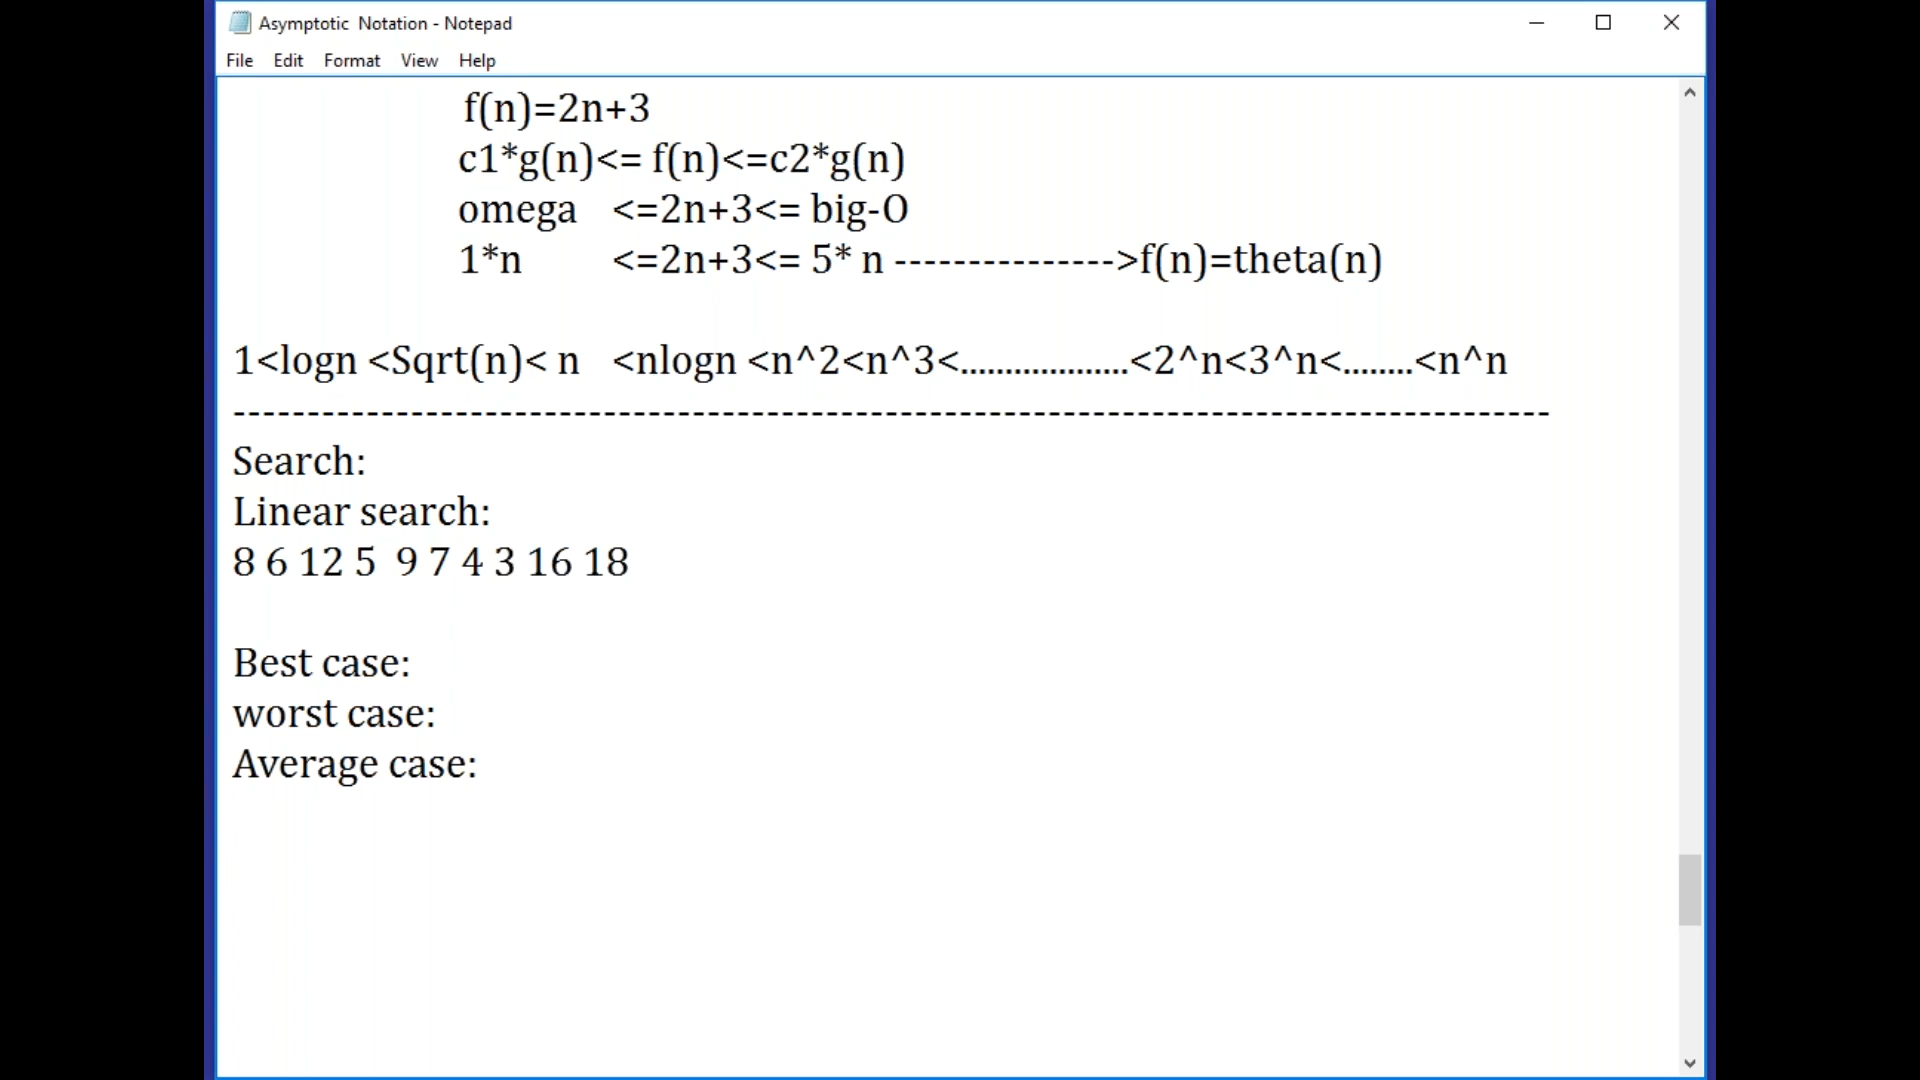 Asymptotic Notation - Notepad
File Edit Format View Help
f(n)=2n+3
c1*g(n)<= f(n)<=c2*g(n)
omega <=2n+3<= big-O
1*n <=2n+3<= 5* n --------------->f(n)=theta(n)
1<logn <Sqrt(n)< n <nlogn <n^2<n^3<...................<2^n<3^n<........<n^n
------------------------------------------------------------------------------------------
Search:
Linear search:
8 6 12 5 9 7 4 3 16 18
Best case:
worst case:
Average case: